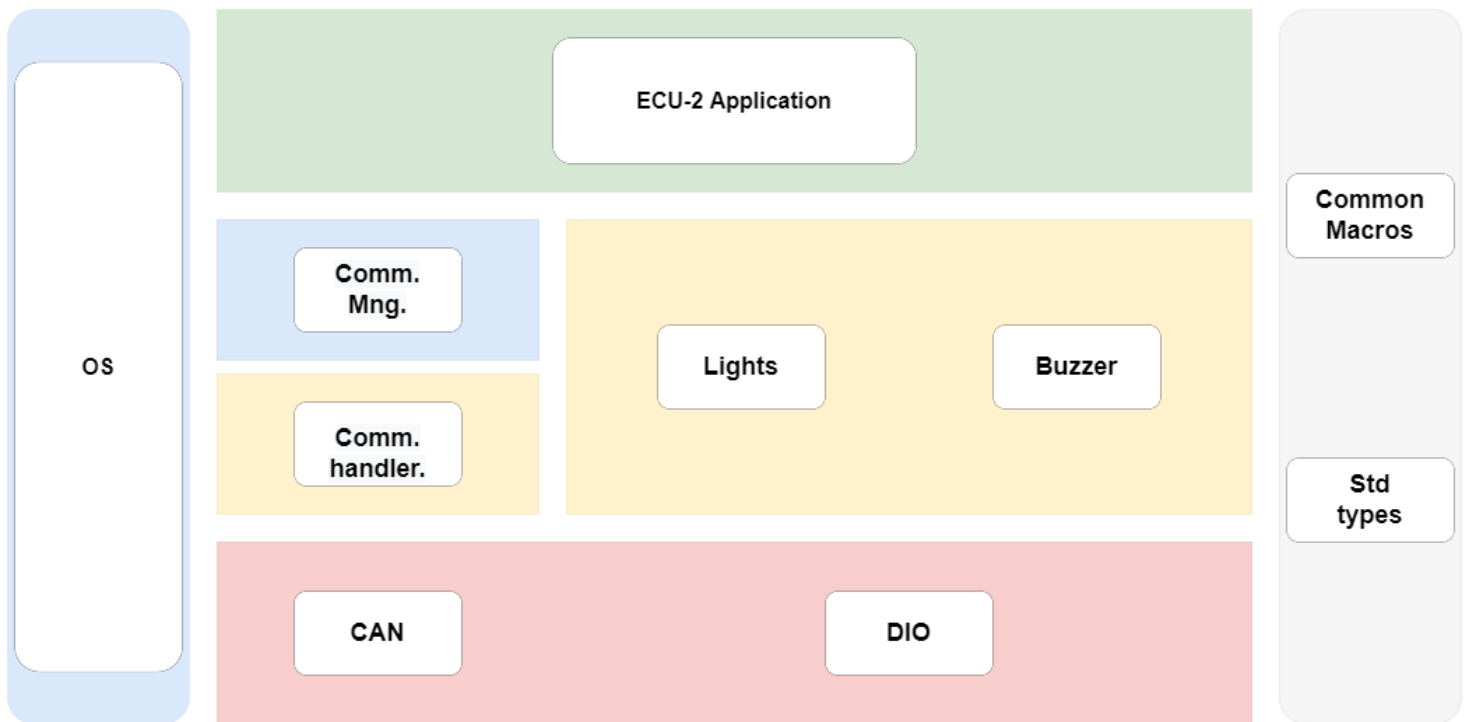 OS
ECU-2 Application
Comm.
Mng.
Comm.
handler.
Lights
Buzzer
CAN
DIO
Common
Macros
Std
types